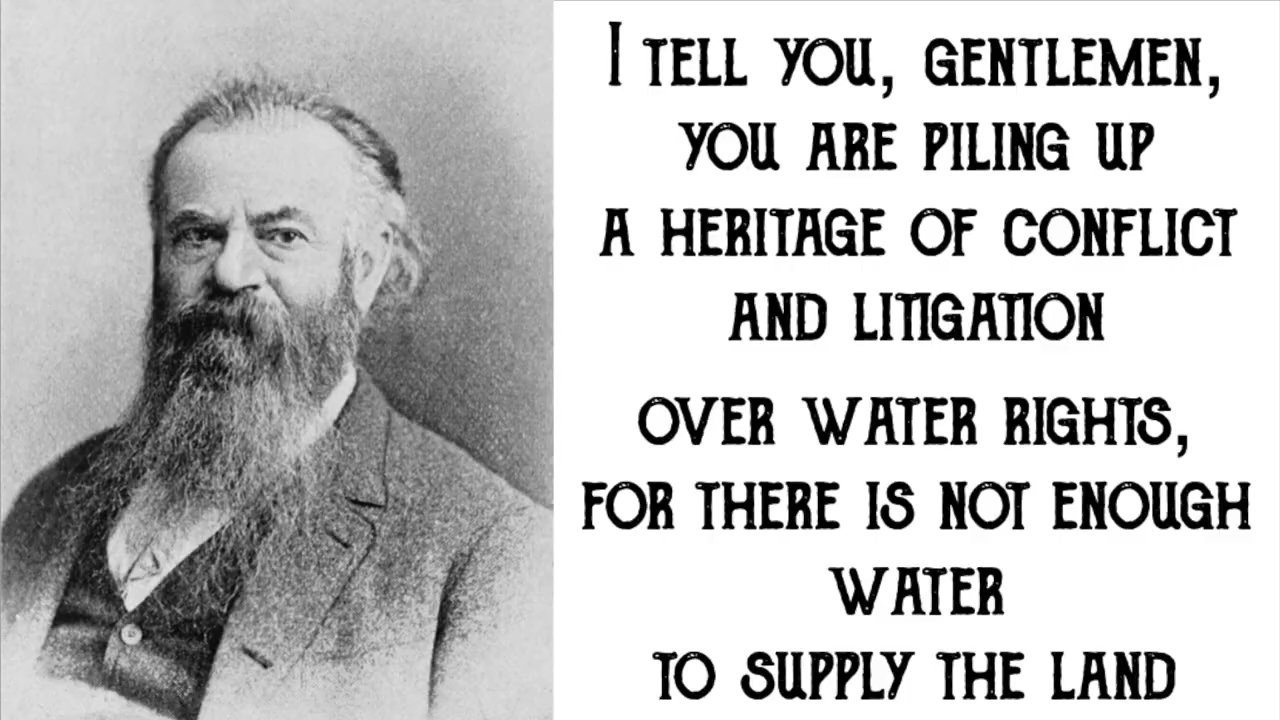 I TELL YOU, GENTLEMEN,
YOU ARE PILING UP
A HERITAGE OF CONFLICT
AND LITIGATION
OVER WATER RIGHTS,
FOR THERE IS NOT ENOUGH
WATER
TO SUPPLY THE LAND